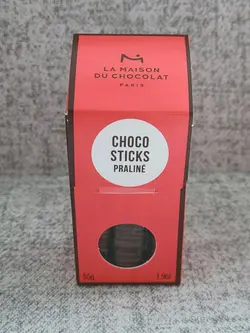 LA MAISON
DU CHOCOLAT
PARIS
CHOCO
STICKS
PRALINÉ